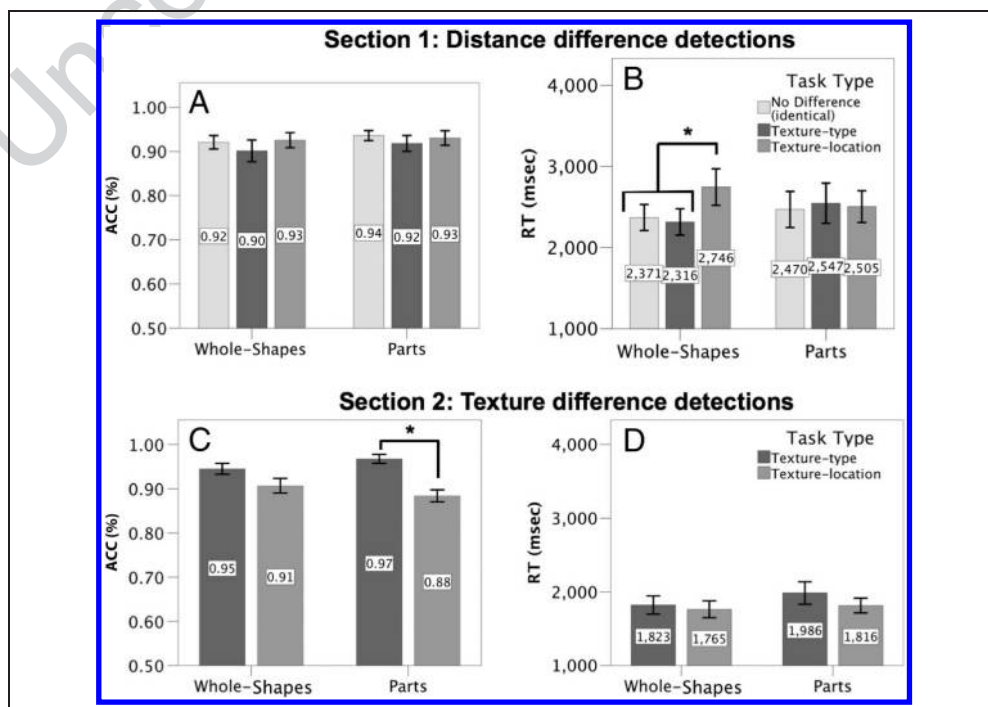 Unco
Section 1: Distance difference detections
A
ACC (%)
1.00
0.90
0.80
0.70
0.60
0.50
0.92
0.90
0.93
0.94
0.92
0.93
Whole-Shapes
Parts
B
*
Task Type
No Difference
(identical)
Texture-type
Texture-location
RT (msec)
4,000
3,000
2,000
1,000
2,371
2,316
2,746
2,470
2,547
2,505
Whole-Shapes
Parts
Section 2: Texture difference detections
C
*
ACC (%)
1.00
0.90
0.80
0.70
0.60
0.50
0.95
0.91
0.97
0.88
Whole-Shapes
Parts
D
Task Type
Texture-type
Texture-location
RT (msec)
4,000
3,000
2,000
1,000
1,823
1,765
1,986
1,816
Whole-Shapes
Parts